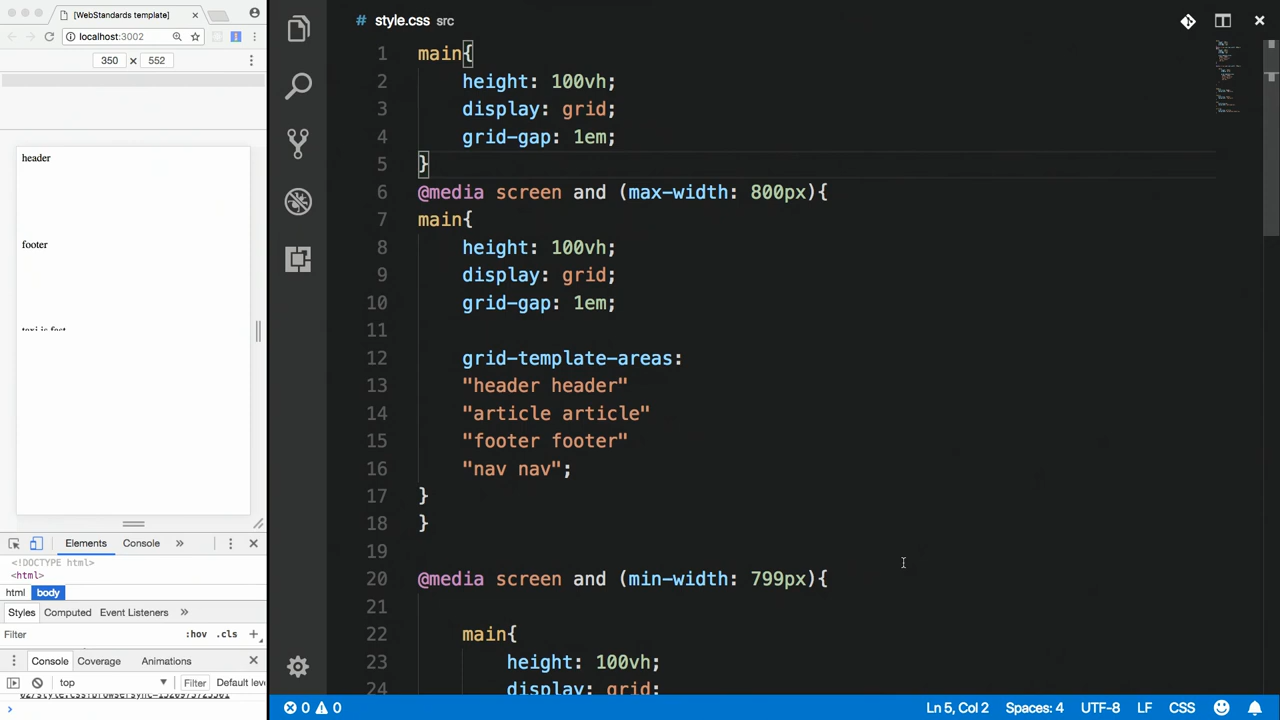 [WebStandards template]
localhost:3002
350 × 552
header
footer
Elements Console »
<!DOCTYPE html>
<html>
html body
Styles Computed Event Listeners »
Filter :hov .cls +
Console Coverage Animations
top Filter Default leve
# style.css src
1 main{
2 height: 100vh;
3 display: grid;
4 grid-gap: 1em;
5 }
6 @media screen and (max-width: 800px){
7 main{
8 height: 100vh;
9 display: grid;
10 grid-gap: 1em;
11
12 grid-template-areas:
13 "header header"
14 "article article"
15 "footer footer"
16 "nav nav";
17 }
18 }
19
20 @media screen and (min-width: 799px){
21
22 main{
23 height: 100vh;
24 display: grid;
0 0 Ln 5, Col 2 Spaces: 4 UTF-8 LF CSS